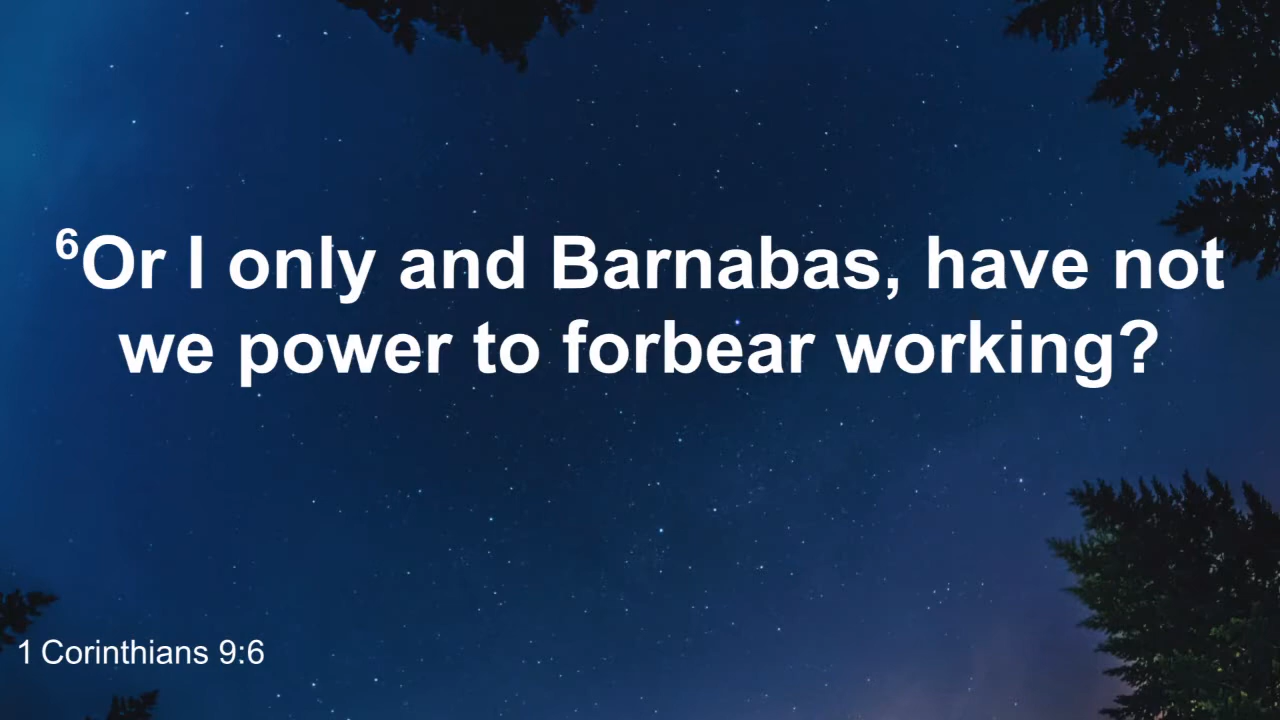 ⁶Or I only and Barnabas, have not
we power to forbear working?
1 Corinthians 9:6